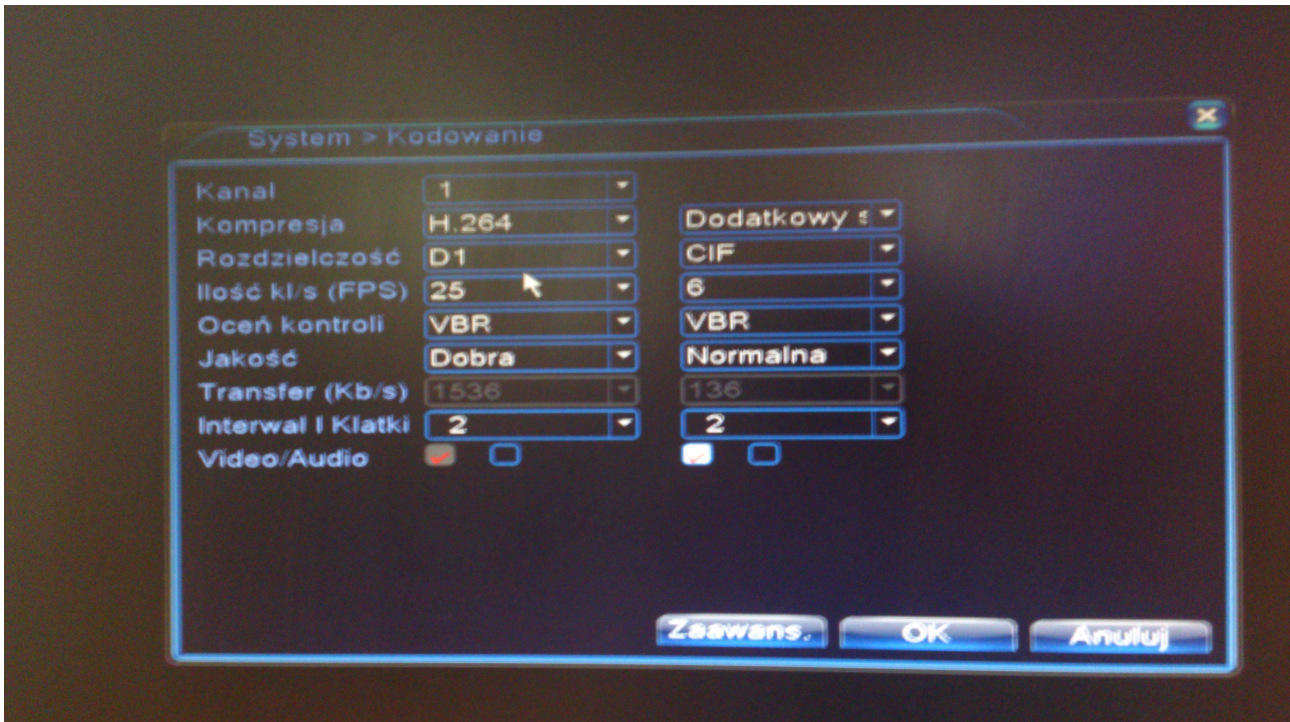 System > Kodowanie
Kanal 1
Kompresja H.264 Dodatkowy s
Rozdzielczość D1 CIF
Ilość kl/s (FPS) 25 6
Oceń kontroli VBR VBR
Jakość Dobra Normalna
Transfer (Kb/s) 1536 136
Interwal I Klatki 2 2
Video/Audio
Zaawans. OK Anuluj